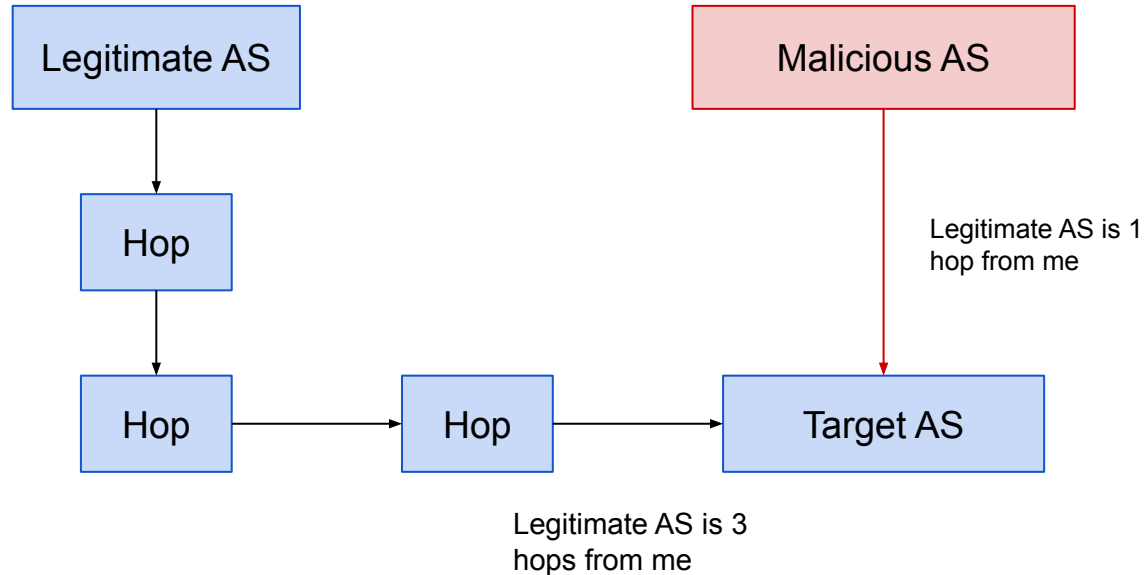 Legitimate AS
Malicious AS
Hop
Legitimate AS is 1
hop from me
Hop
Hop
Target AS
Legitimate AS is 3
hops from me